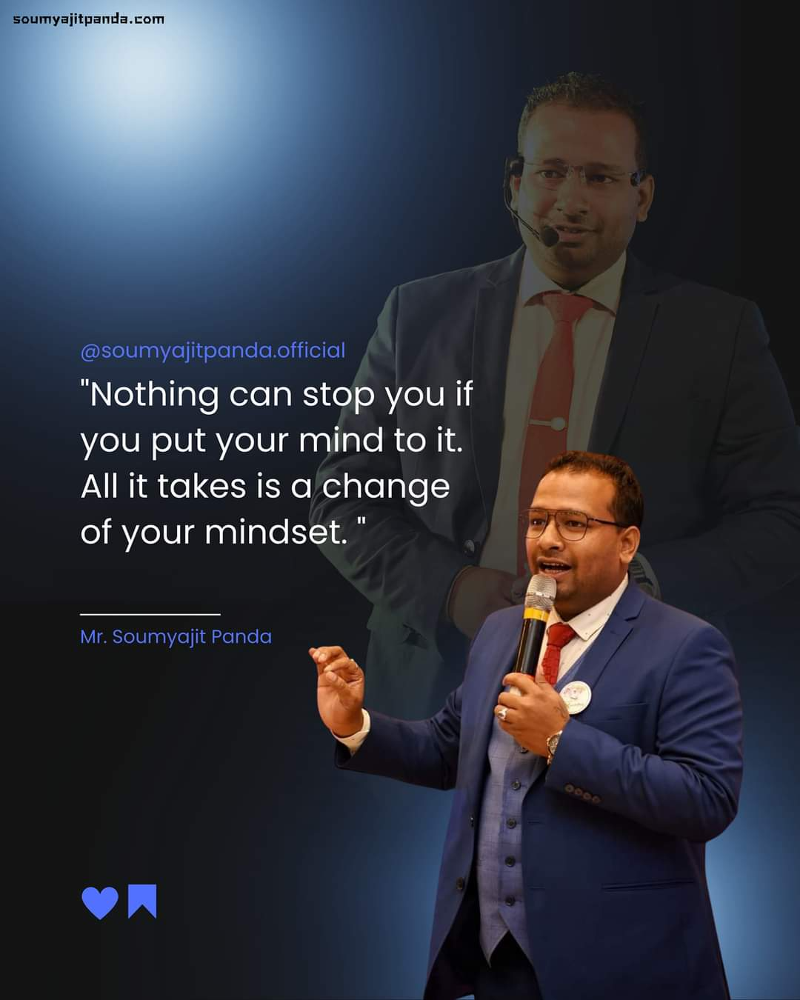 soumyajitpanda.com
@soumyajitpanda.official
"Nothing can stop you if
you put your mind to it.
All it takes is a change
of your mindset. "
Mr. Soumyajit Panda